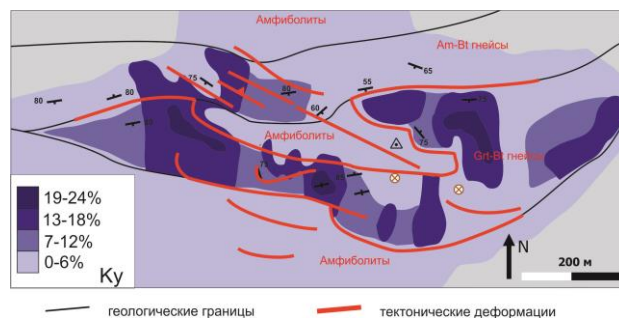 Амфиболиты
Am-Bt гнейсы
65
55
75
80
80
80
60
75
75
Амфиболиты
Grt-Bt гнейсы
19-24%
13-18%
7-12%
0-6%
Ky
Амфиболиты
N
200 м
геологические границы
тектонические деформации